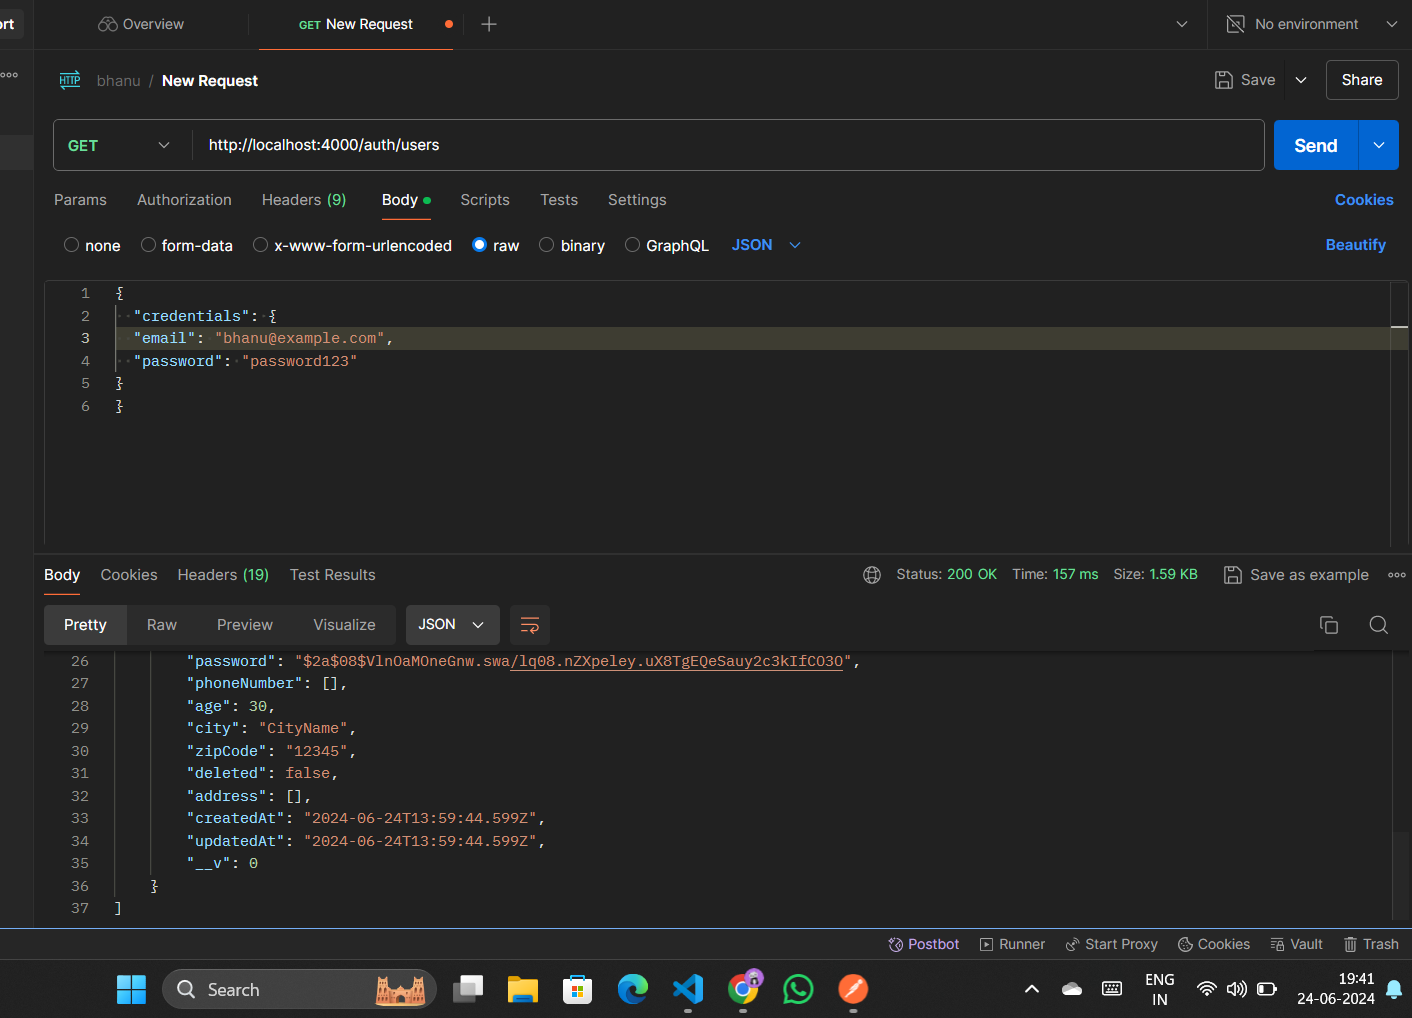 ort
Overview
GET New Request
No environment
HTTP bhanu / New Request
Save
Share
GET
http://localhost:4000/auth/users
Send
Params Authorization Headers (9) Body Scripts Tests Settings
Cookies
none form-data x-www-form-urlencoded raw binary GraphQL JSON
Beautify
1 {
2 "credentials": {
3 "email": "bhanu@example.com",
4 "password": "password123"
5 }
6 }
Body Cookies Headers (19) Test Results
Status: 200 OK Time: 157 ms Size: 1.59 KB Save as example
Pretty Raw Preview Visualize JSON
26 "password": "$2a$08$VlnOaMOneGnw.swa/lq08.nZXpeley.uX8TgEQeSauy2c3kIfCO3O",
27 "phoneNumber": [],
28 "age": 30,
29 "city": "CityName",
30 "zipCode": "12345",
31 "deleted": false,
32 "address": [],
33 "createdAt": "2024-06-24T13:59:44.599Z",
34 "updatedAt": "2024-06-24T13:59:44.599Z",
35 "__v": 0
36 }
37 ]
Postbot Runner Start Proxy Cookies Vault Trash
Search
ENG
IN
19:41
24-06-2024